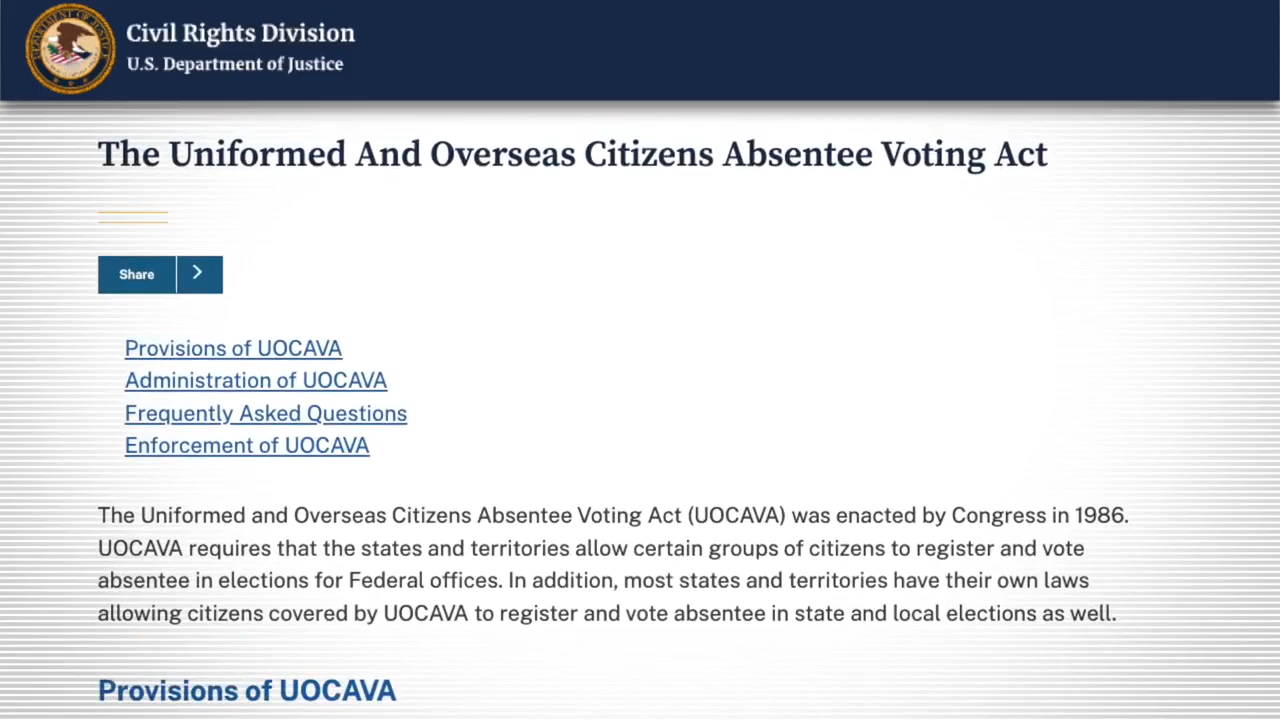 Civil Rights Division
U.S. Department of Justice
The Uniformed And Overseas Citizens Absentee Voting Act
Share
Provisions of UOCAVA
Administration of UOCAVA
Frequently Asked Questions
Enforcement of UOCAVA
The Uniformed and Overseas Citizens Absentee Voting Act (UOCAVA) was enacted by Congress in 1986.
UOCAVA requires that the states and territories allow certain groups of citizens to register and vote
absentee in elections for Federal offices. In addition, most states and territories have their own laws
allowing citizens covered by UOCAVA to register and vote absentee in state and local elections as well.
Provisions of UOCAVA